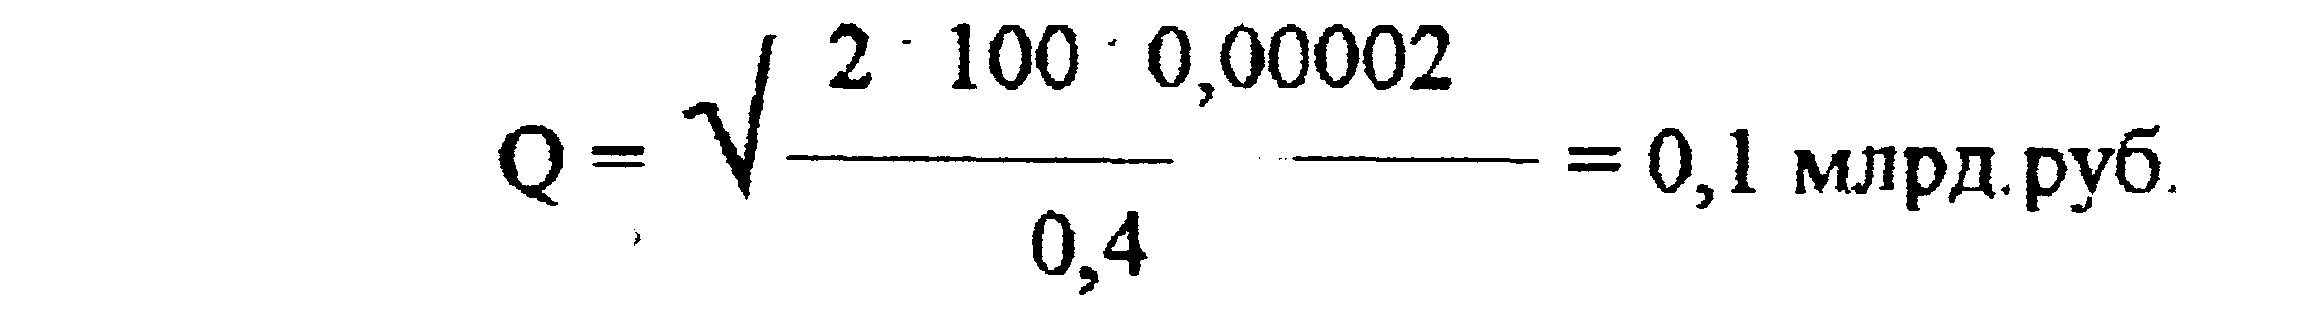 2 · 100 · 0,00002
Q = √ = 0,1 млрд.руб.
0,4